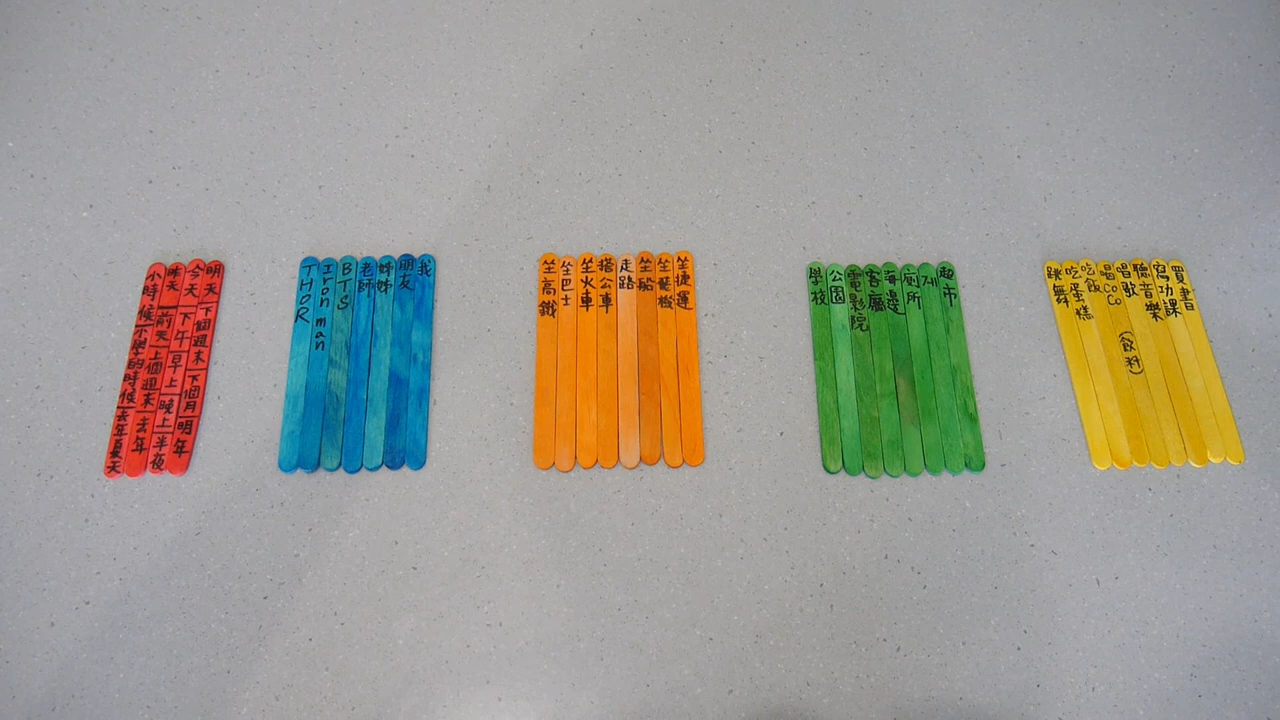 小時候 小學的時候 去年夏天
昨天 前天 上個週末 去年
今天 下午 早上 晚上 半夜
明天 下個週末 下個月 明年
THOR
Iron man
BTS
老師
姊姊
朋友
我
坐高鐵
坐巴士
坐火車
搭公車
走路
坐船
坐飛機
坐捷運
學校
公園
電影院
客廳
海邊
廁所
超市
跳舞
吃蛋糕
吃飯
喝CoCo(飲料)
唱歌
聽音樂
寫功課
買書